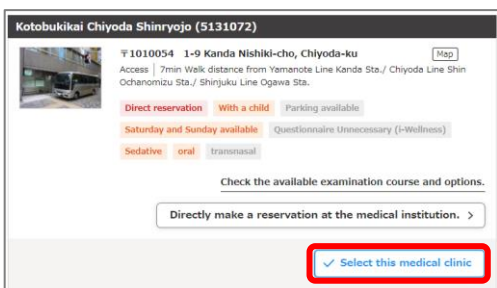 Kotobukikai Chiyoda Shinryojo (5131072)
〒1010054 1-9 Kanda Nishiki-cho, Chiyoda-ku Map
Access | 7min Walk distance from Yamanote Line Kanda Sta./ Chiyoda Line Shin
Ochanomizu Sta./ Shinjuku Line Ogawa Sta.
Direct reservation With a child Parking available
Saturday and Sunday available Questionnaire Unnecessary (i-Wellness)
Sedative oral transnasal
Check the available examination course and options.
Directly make a reservation at the medical institution. >
✓ Select this medical clinic